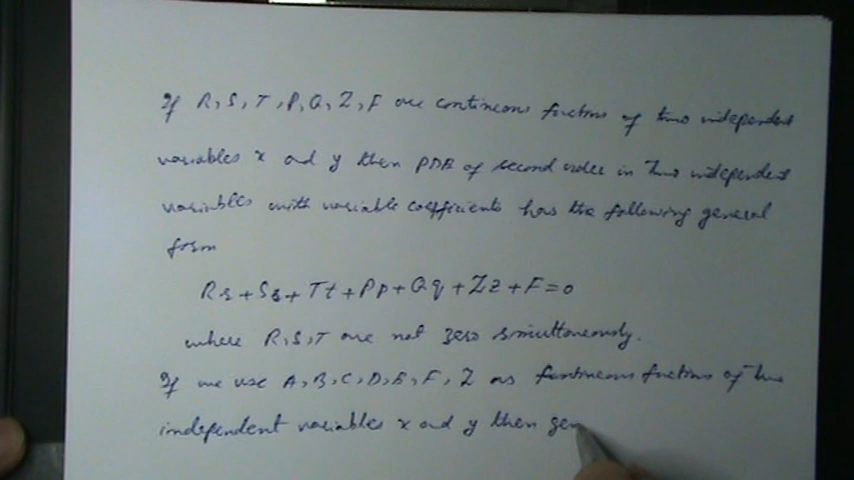 If R, S, T, P, Q, Z, F are continuous functions of two independent
variables x and y then PDE of second order in two independent
variables with variable coefficients has the following general
form
Rr + Ss + Tt + Pp + Qq + Zz + F = 0
where R, S, T are not zero simultaneously.
If we use A, B, C, D, E, F, Z as continuous functions of two
independent variables x and y then gen